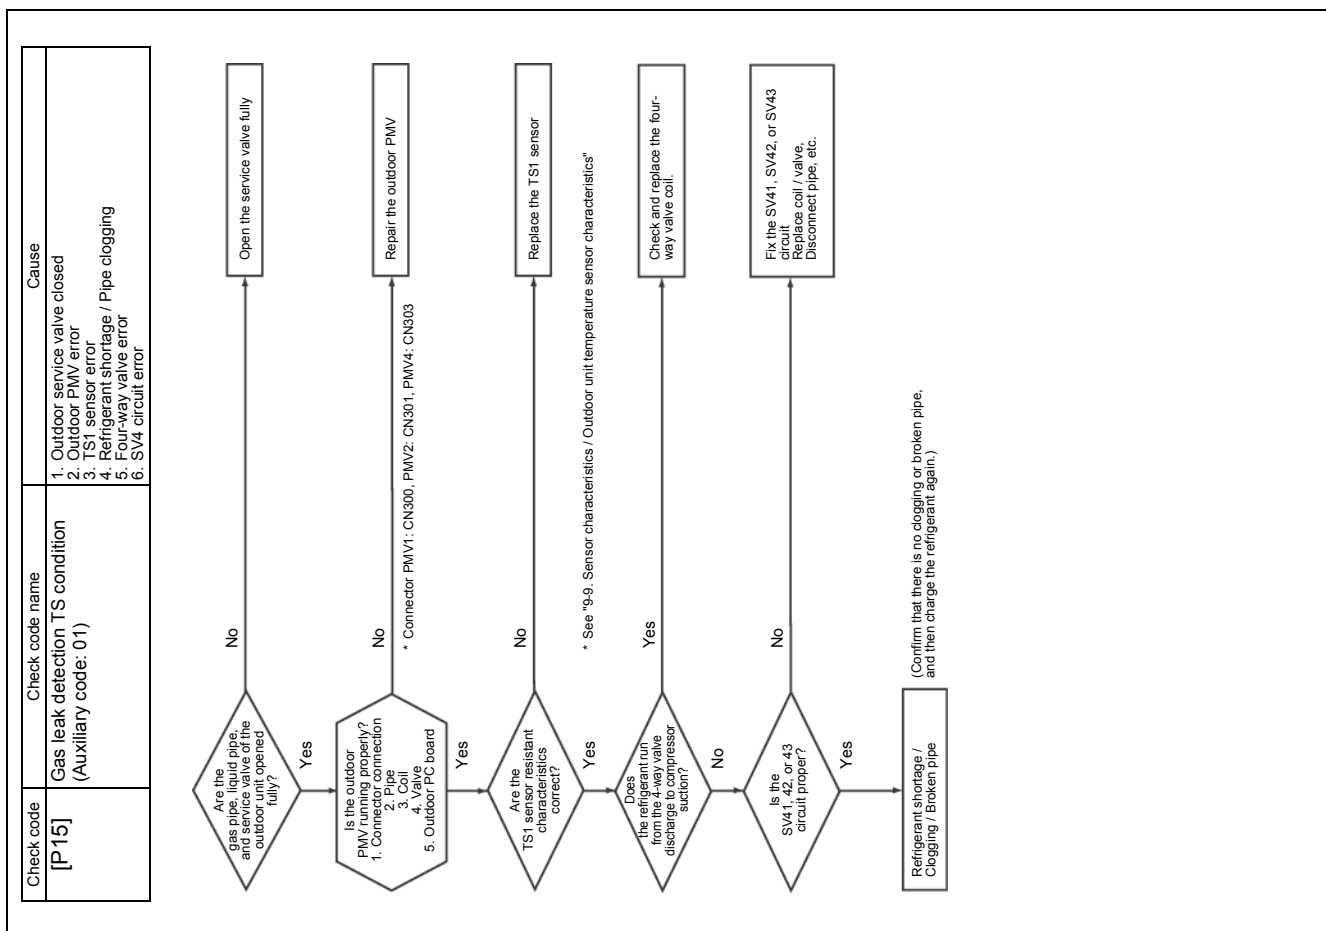 Check code
Check code name
Cause
[P15]
Gas leak detection TS condition
(Auxiliary code: 01)
1. Outdoor service valve closed
2. Outdoor PMV error
3. TS1 sensor error
4. Refrigerant shortage / Pipe clogging
5. Four-way valve error
6. SV4 circuit error
Are the
gas pipe, liquid pipe,
and service valve of the
outdoor unit opened
fully?
No
Open the service valve fully
Yes
Is the outdoor
PMV running properly?
1. Connector connection
2. Pipe
3. Coil
4. Valve
5. Outdoor PC board
No
Repair the outdoor PMV
* Connector PMV1: CN300, PMV2: CN301, PMV4: CN303
Yes
Are the
TS1 sensor resistant
characteristics
correct?
No
Replace the TS1 sensor
Yes
* See "9-9. Sensor characteristics / Outdoor unit temperature sensor characteristics"
Does
the refrigerant run
from the 4-way valve
discharge to compressor
suction?
Yes
Check and replace the four-
way valve coil.
No
Is the
SV41, 42, or 43
circuit proper?
No
Fix the SV41, SV42, or SV43
circuit
Replace coil / valve,
Disconnect pipe, etc.
Yes
Refrigerant shortage /
Clogging / Broken pipe
(Confirm that there is no clogging or broken pipe,
and then charge the refrigerant again.)